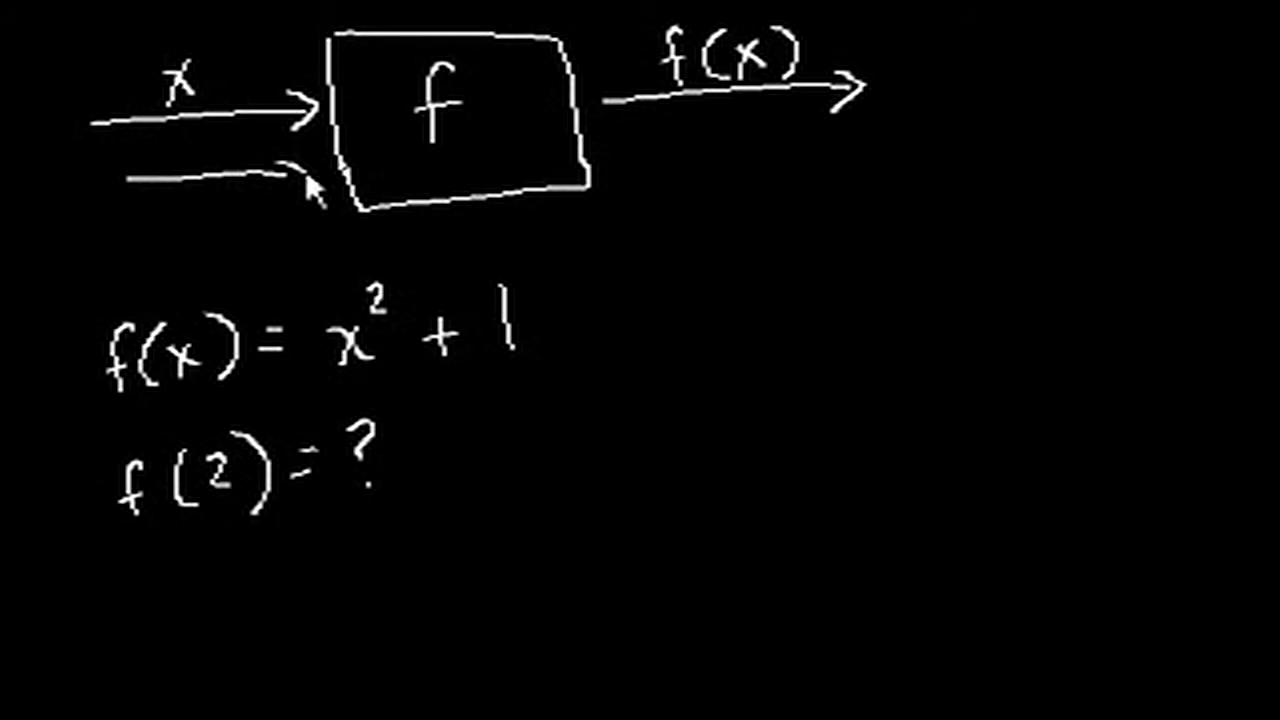 x f f(x)
f(x) = x² + 1
f(2) = ?